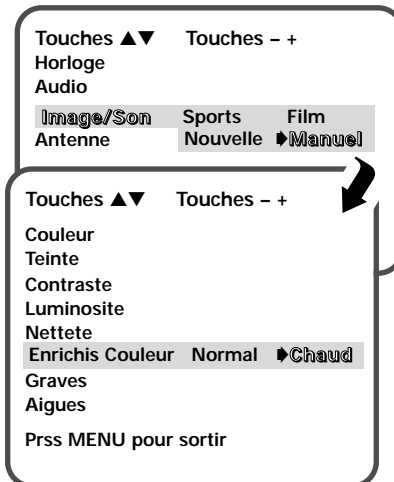 Touches ▲▼ Touches – +
Horloge
Audio
Image/Son Sports Film
Antenne Nouvelle ➧Manuel
Touches ▲▼ Touches – +
Couleur
Teinte
Contraste
Luminosite
Nettete
Enrichis Couleur Normal ➧Chaud
Graves
Aigues
Prss MENU pour sortir